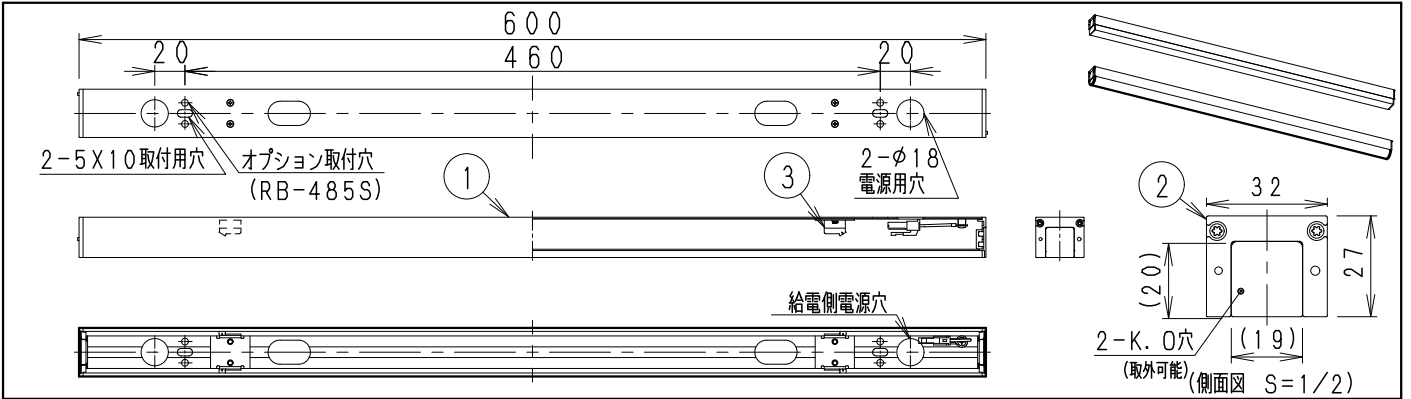 600
20
460
20
2-5X10取付用穴
オプション取付穴
(RB-485S)
2-φ18
電源用穴
1
3
2
32
(20)
27
給電側電源穴
2-K.O穴
(取外可能)
(19)
(側面図 S=1/2)